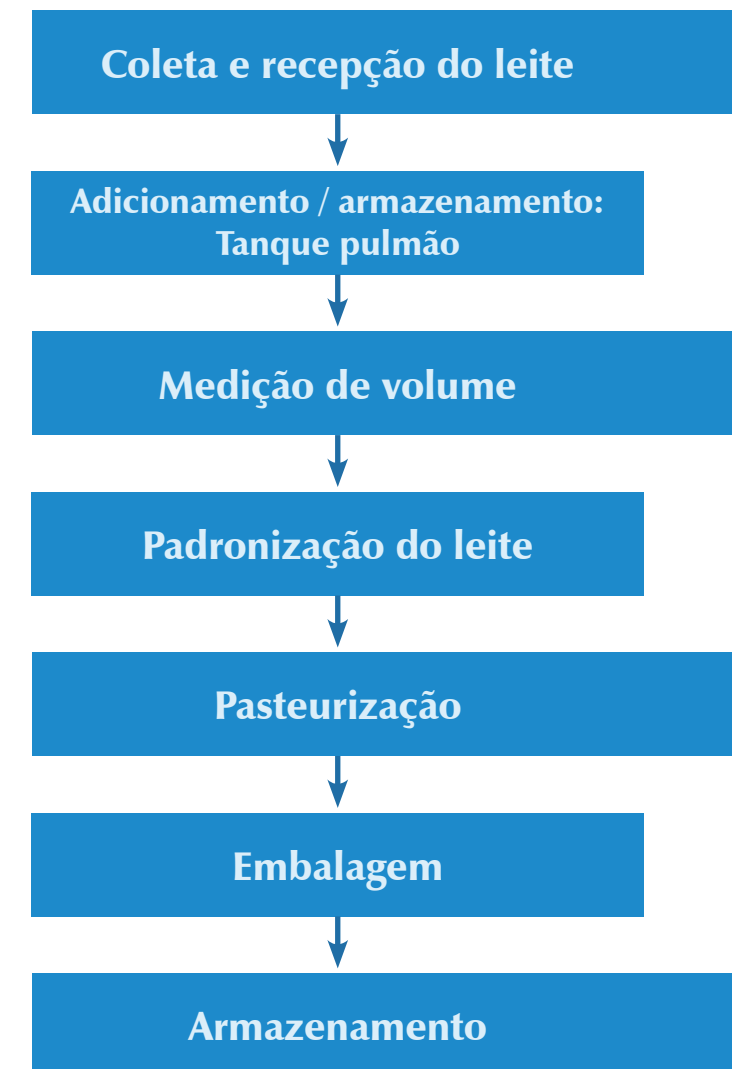 Coleta e recepção do leite
Adicionamento / armazenamento:
Tanque pulmão
Medição de volume
Padronização do leite
Pasteurização
Embalagem
Armazenamento